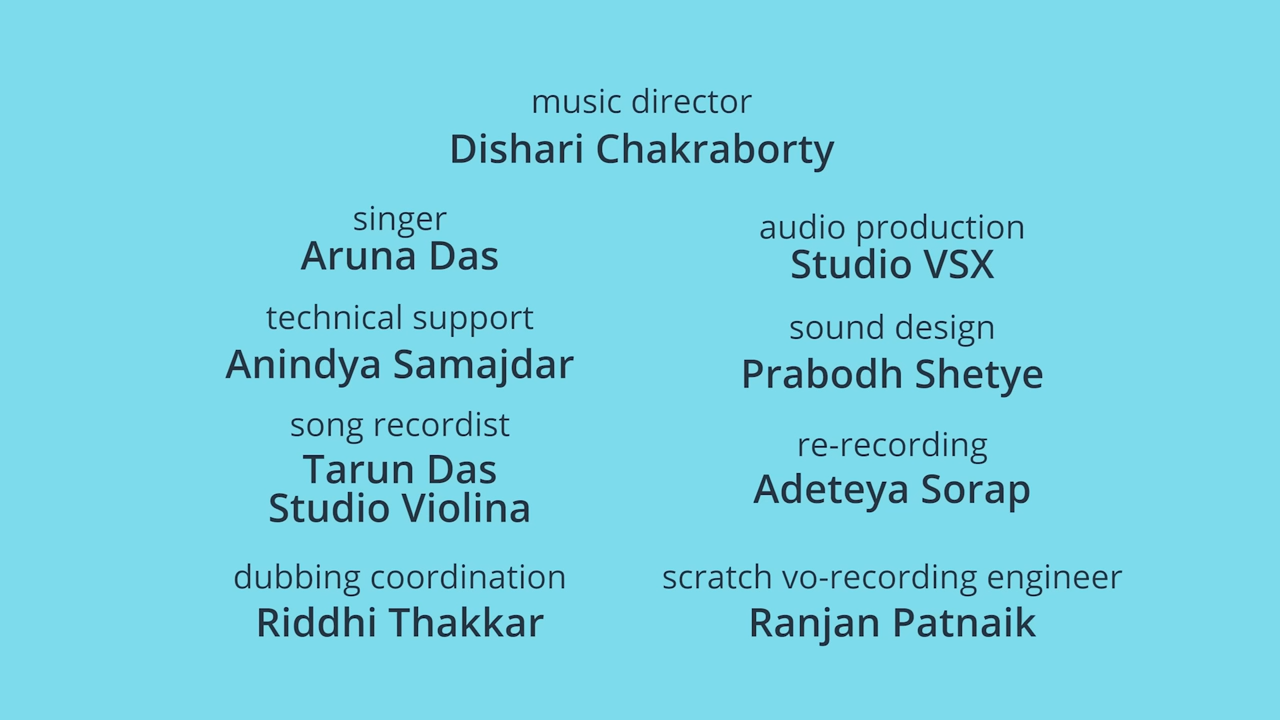 music director
Dishari Chakraborty
singer
Aruna Das
technical support
Anindya Samajdar
song recordist
Tarun Das
Studio Violina
dubbing coordination
Riddhi Thakkar
audio production
Studio VSX
sound design
Prabodh Shetye
re-recording
Adeteya Sorap
scratch vo-recording engineer
Ranjan Patnaik